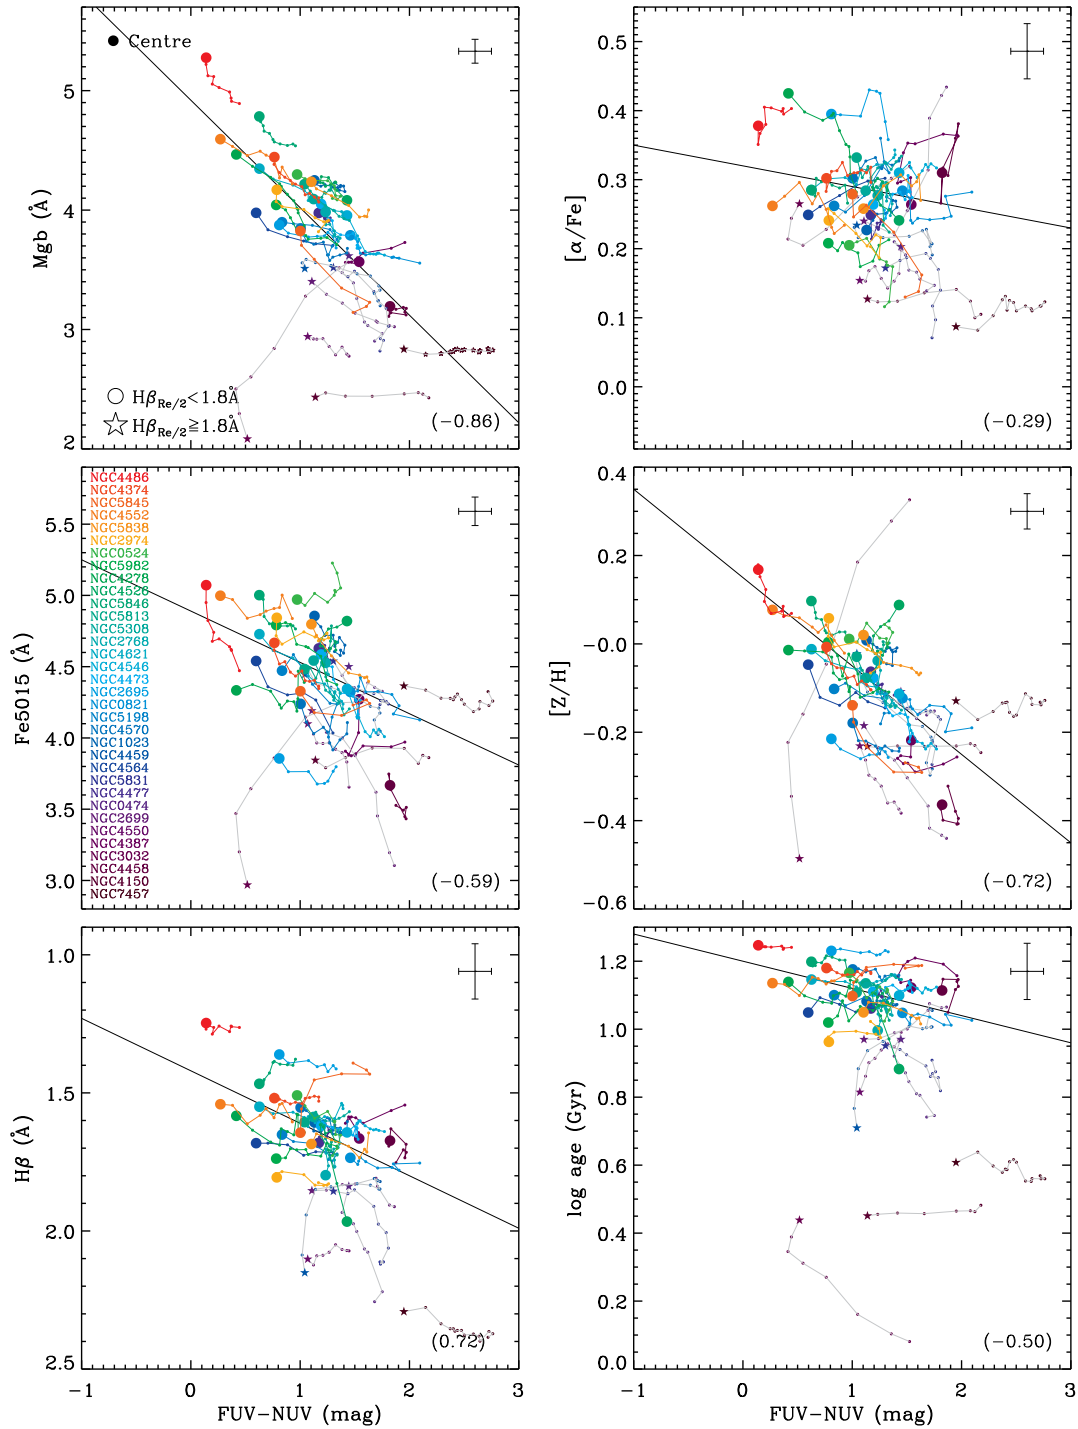 Centre
Mgb (Å)
5
4
3
2
HβRe/2<1.8Å
HβRe/2≧1.8Å
(−0.86)
[α/Fe]
0.5
0.4
0.3
0.2
0.1
0.0
(−0.29)
Fe5015 (Å)
5.5
5.0
4.5
4.0
3.5
3.0
NGC4486
NGC4374
NGC5845
NGC4552
NGC5838
NGC2974
NGC0524
NGC5982
NGC4278
NGC4526
NGC5846
NGC5813
NGC5308
NGC2768
NGC4621
NGC4546
NGC4473
NGC2695
NGC0821
NGC5198
NGC4570
NGC1023
NGC4459
NGC4564
NGC5831
NGC4477
NGC0474
NGC2699
NGC4550
NGC4387
NGC3032
NGC4458
NGC4150
NGC7457
(−0.59)
[Z/H]
0.4
0.2
−0.0
−0.2
−0.4
−0.6
(−0.72)
Hβ (Å)
1.0
1.5
2.0
2.5
(0.72)
−1 0 1 2 3
FUV−NUV (mag)
log age (Gyr)
1.2
1.0
0.8
0.6
0.4
0.2
0.0
(−0.50)
−1 0 1 2 3
FUV−NUV (mag)